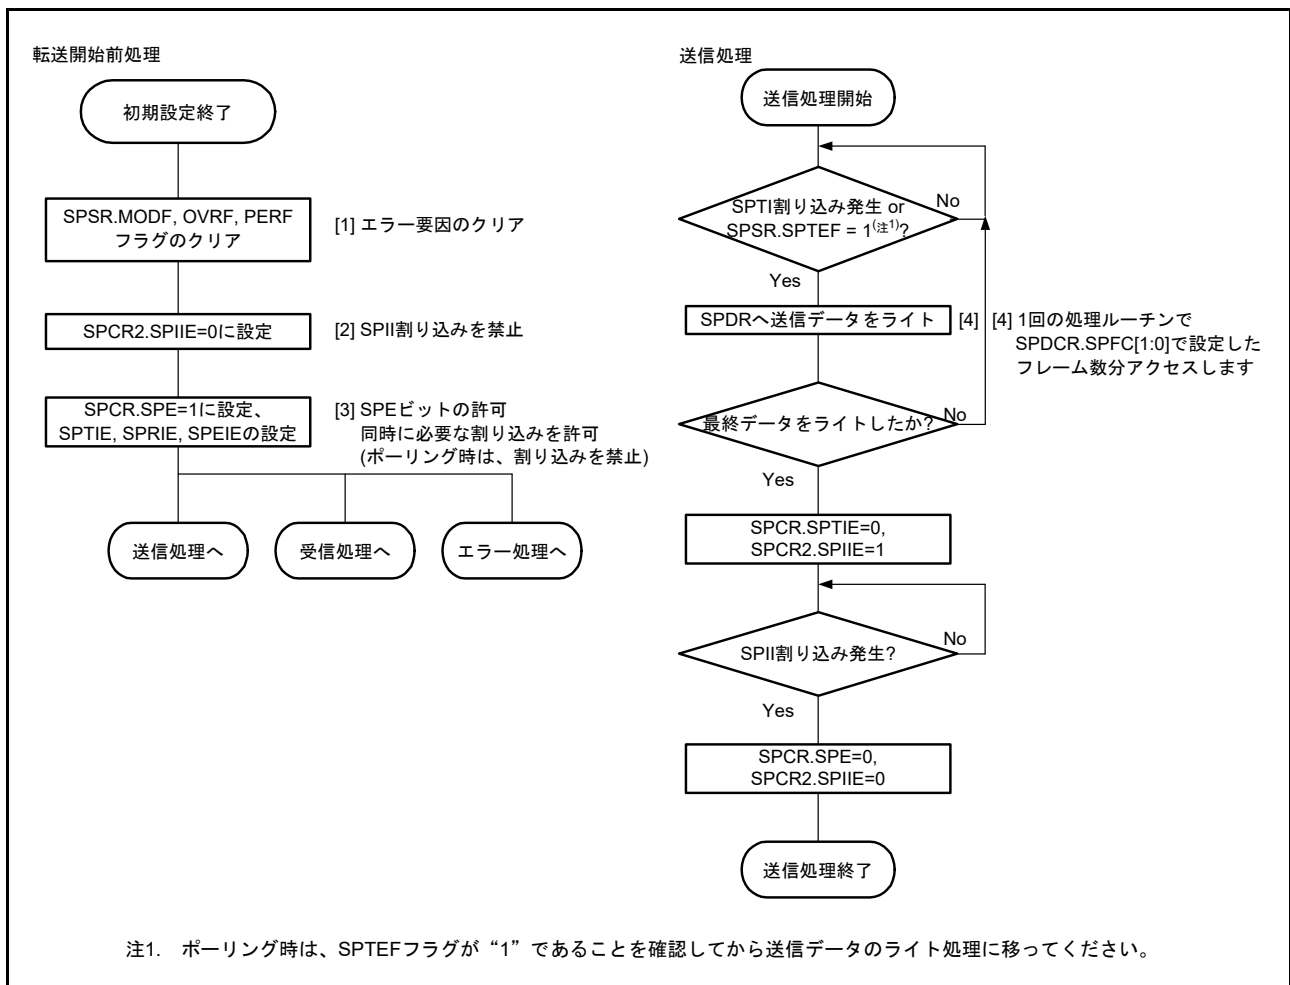 転送開始前処理
初期設定終了
SPSR.MODF, OVRF, PERF
フラグのクリア
[1] エラー要因のクリア
SPCR2.SPIIE=0に設定
[2] SPII割り込みを禁止
SPCR.SPE=1に設定、
SPTIE, SPRIE, SPEIEの設定
[3] SPEビットの許可
同時に必要な割り込みを許可
(ポーリング時は、割り込みを禁止)
送信処理へ
受信処理へ
エラー処理へ
送信処理
送信処理開始
SPTI割り込み発生 or
SPSR.SPTEF = 1(注1)?
No
Yes
SPDRへ送信データをライト
[4]
[4] 1回の処理ルーチンで
SPDCR.SPFC[1:0]で設定した
フレーム数分アクセスします
最終データをライトしたか?
No
Yes
SPCR.SPTIE=0,
SPCR2.SPIIE=1
SPII割り込み発生?
No
Yes
SPCR.SPE=0,
SPCR2.SPIIE=0
送信処理終了
注1. ポーリング時は、SPTEFフラグが“1”であることを確認してから送信データのライト処理に移ってください。